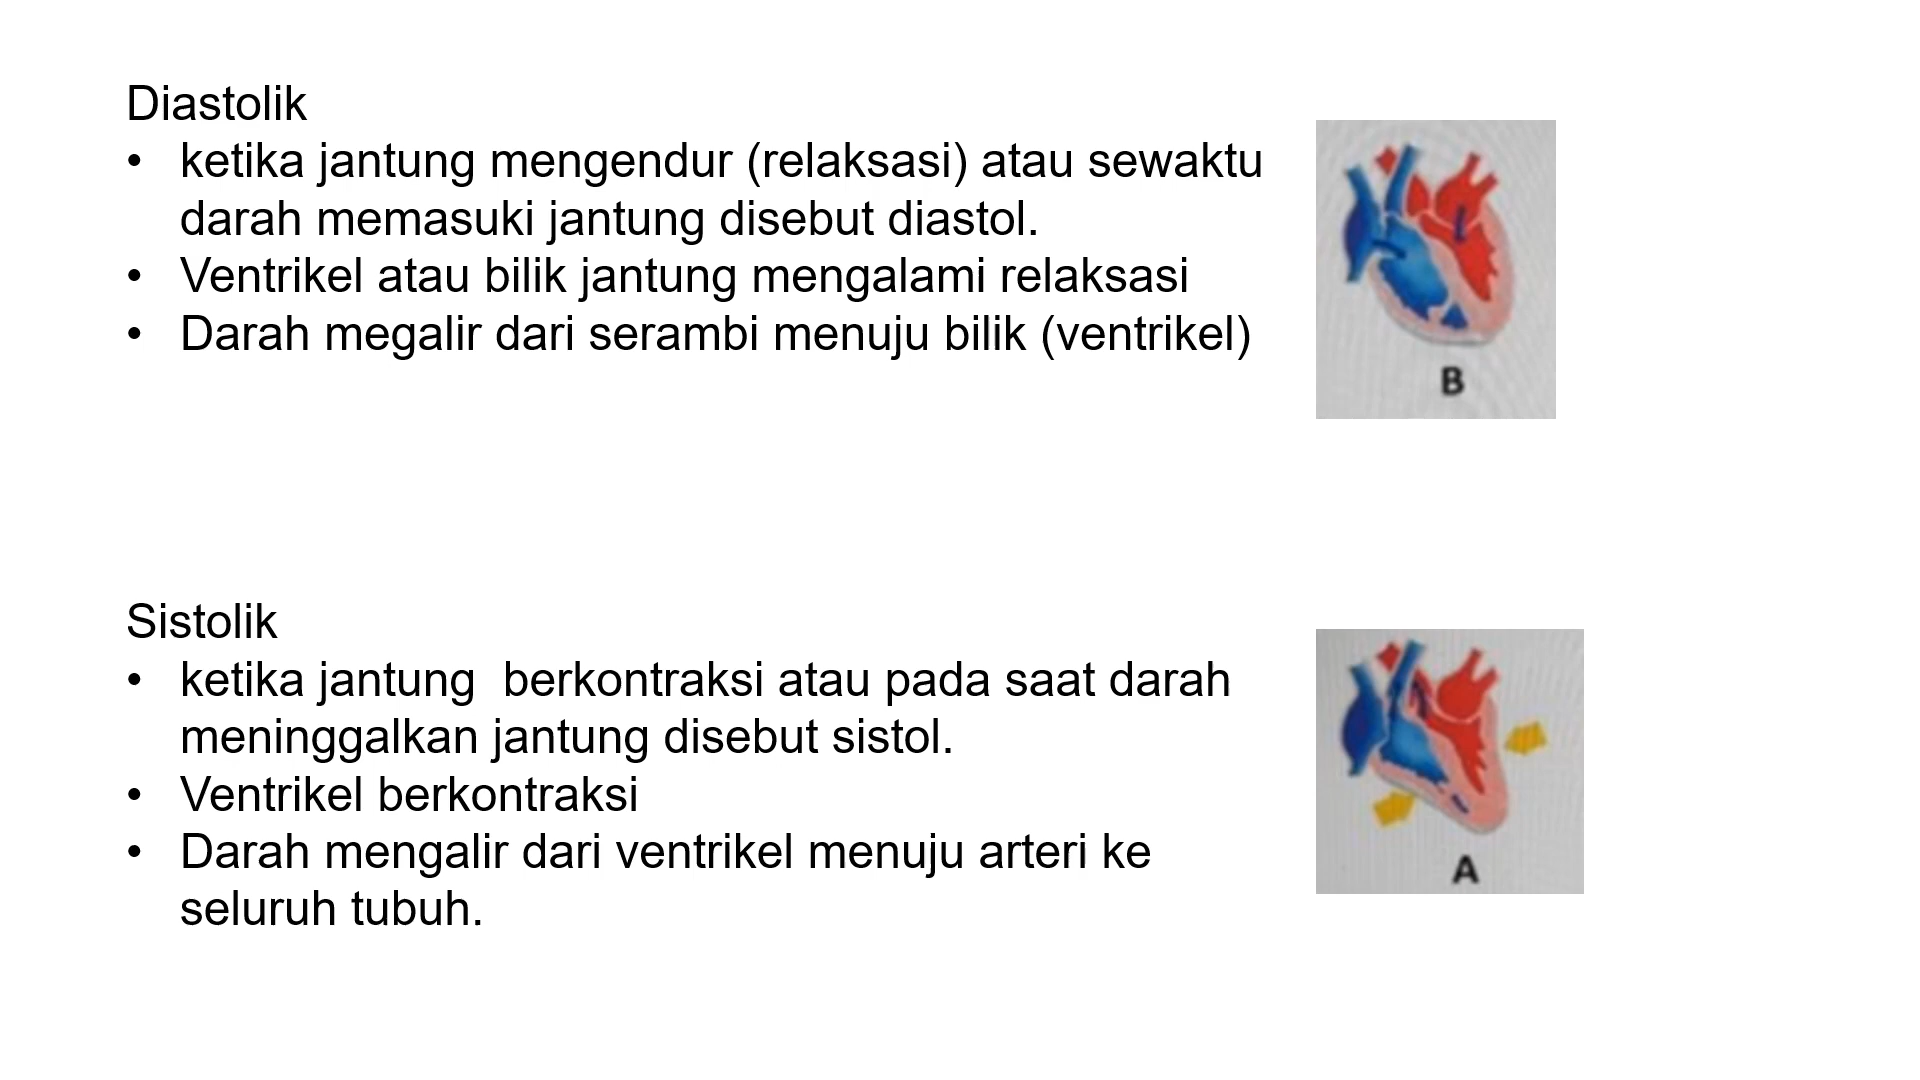 Diastolik
• ketika jantung mengendur (relaksasi) atau sewaktu
darah memasuki jantung disebut diastol.
• Ventrikel atau bilik jantung mengalami relaksasi
• Darah megalir dari serambi menuju bilik (ventrikel)
B
Sistolik
• ketika jantung  berkontraksi atau pada saat darah
meninggalkan jantung disebut sistol.
• Ventrikel berkontraksi
• Darah mengalir dari ventrikel menuju arteri ke
seluruh tubuh.
A